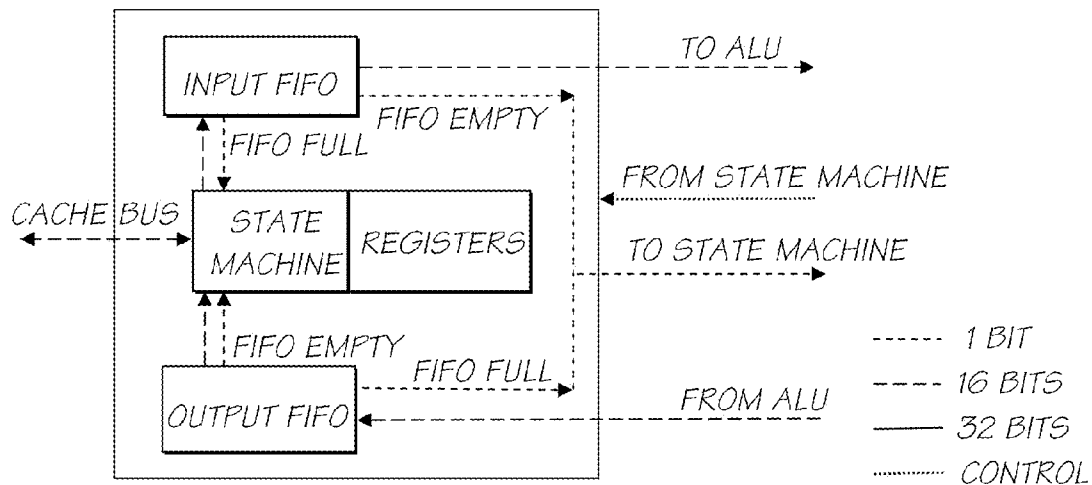 INPUT FIFO
TO ALU
FIFO EMPTY
FIFO FULL
FROM STATE MACHINE
CACHE BUS
STATE
MACHINE
REGISTERS
TO STATE MACHINE
FIFO EMPTY
FIFO FULL
OUTPUT FIFO
FROM ALU
1 BIT
16 BITS
32 BITS
CONTROL